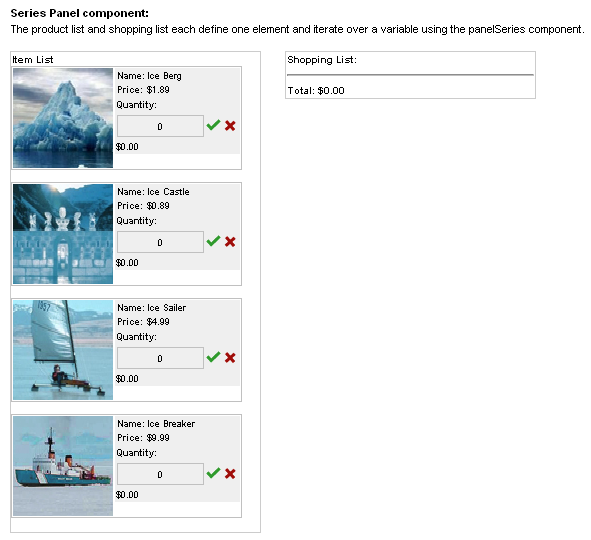 Series Panel component:
The product list and shopping list each define one element and iterate over a variable using the panelSeries component.
Item List
Name: Ice Berg
Price: $1.89
Quantity:
0
$0.00
Name: Ice Castle
Price: $0.89
Quantity:
0
$0.00
1957
Name: Ice Sailer
Price: $4.99
Quantity:
0
$0.00
Name: Ice Breaker
Price: $9.99
Quantity:
0
$0.00
Shopping List:
Total: $0.00